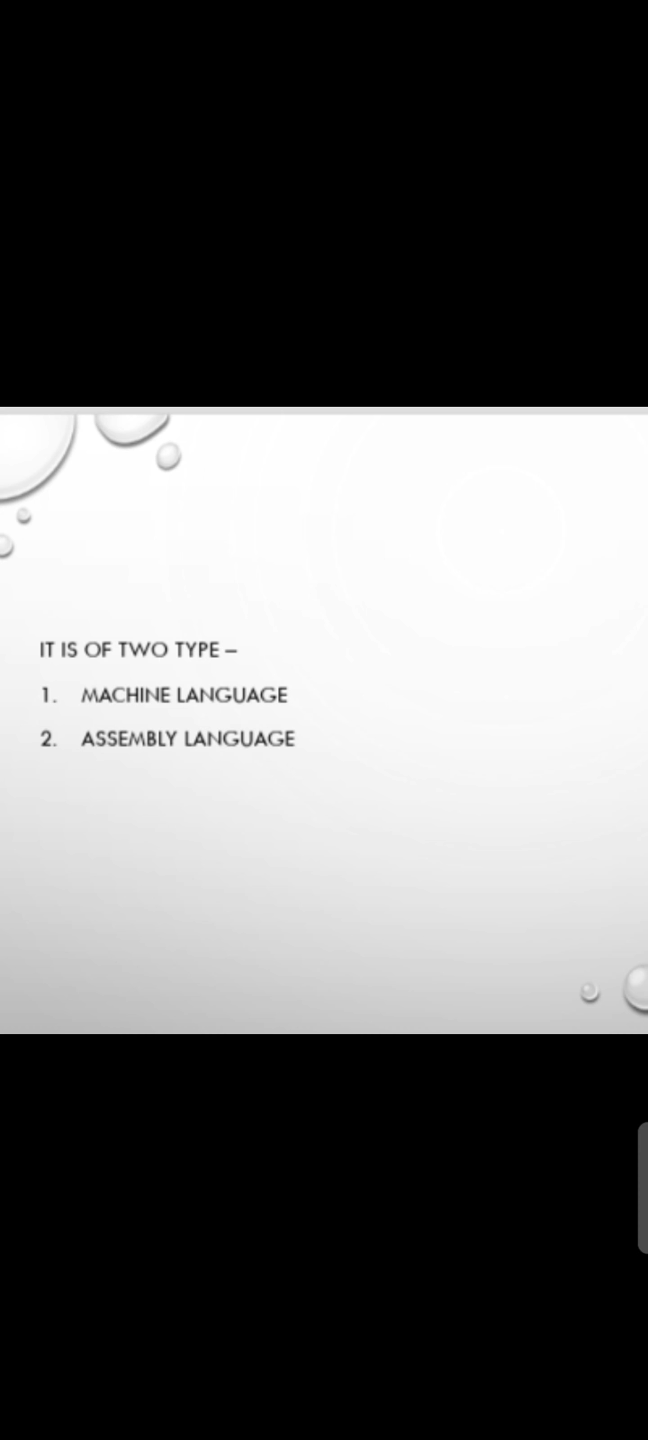 IT IS OF TWO TYPE –
1. MACHINE LANGUAGE
2. ASSEMBLY LANGUAGE